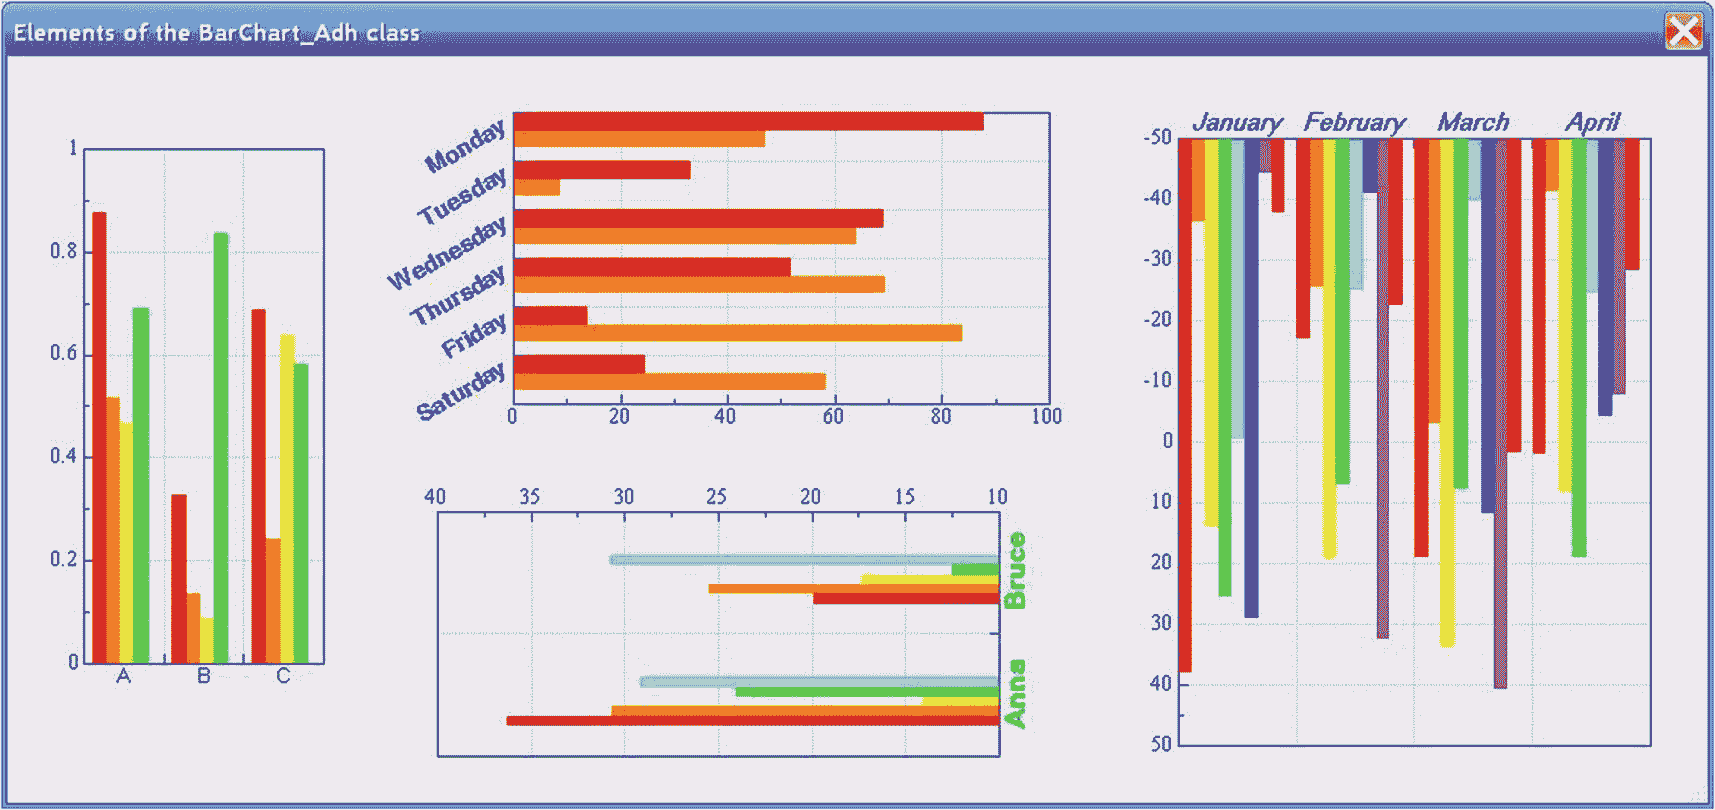 Elements of the BarChart_Adh class
1
0.8
0.6
0.4
0.2
0
A B C
Monday
Tuesday
Wednesday
Thursday
Friday
Saturday
0 20 40 60 80 100
40 35 30 25 20 15 10
Bruce
Anna
January February March April
-50
-40
-30
-20
-10
0
10
20
30
40
50